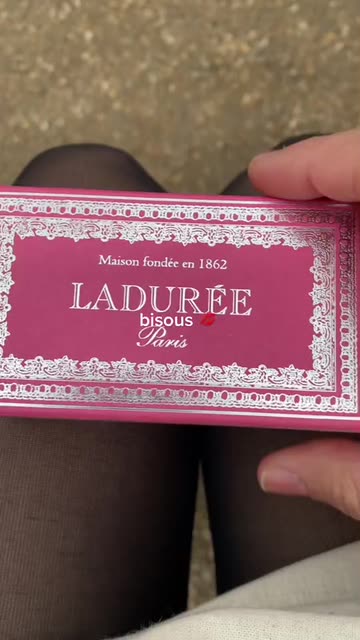 Maison fondée en 1862
LADURÉE
bisous 💋
Paris